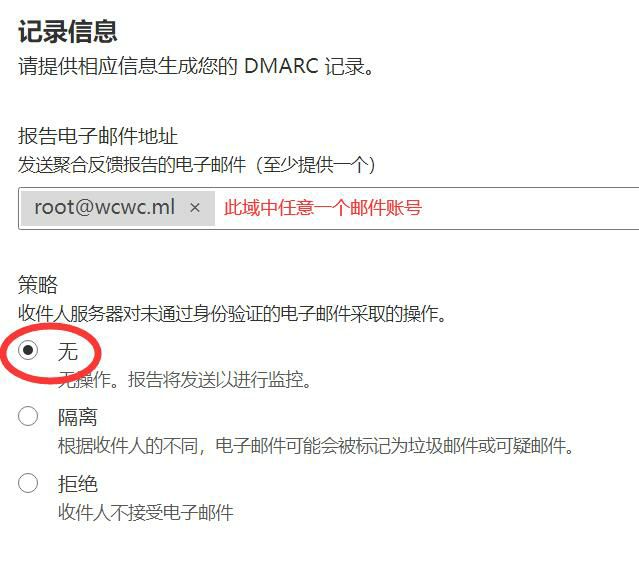 记录信息
请提供相应信息生成您的 DMARC 记录。
报告电子邮件地址
发送聚合反馈报告的电子邮件（至少提供一个）
root@wcwc.ml × 此域中任意一个邮件账号
策略
收件人服务器对未通过身份验证的电子邮件采取的操作。
无
无操作。报告将发送以进行监控。
隔离
根据收件人的不同，电子邮件可能会被标记为垃圾邮件或可疑邮件。
拒绝
收件人不接受电子邮件